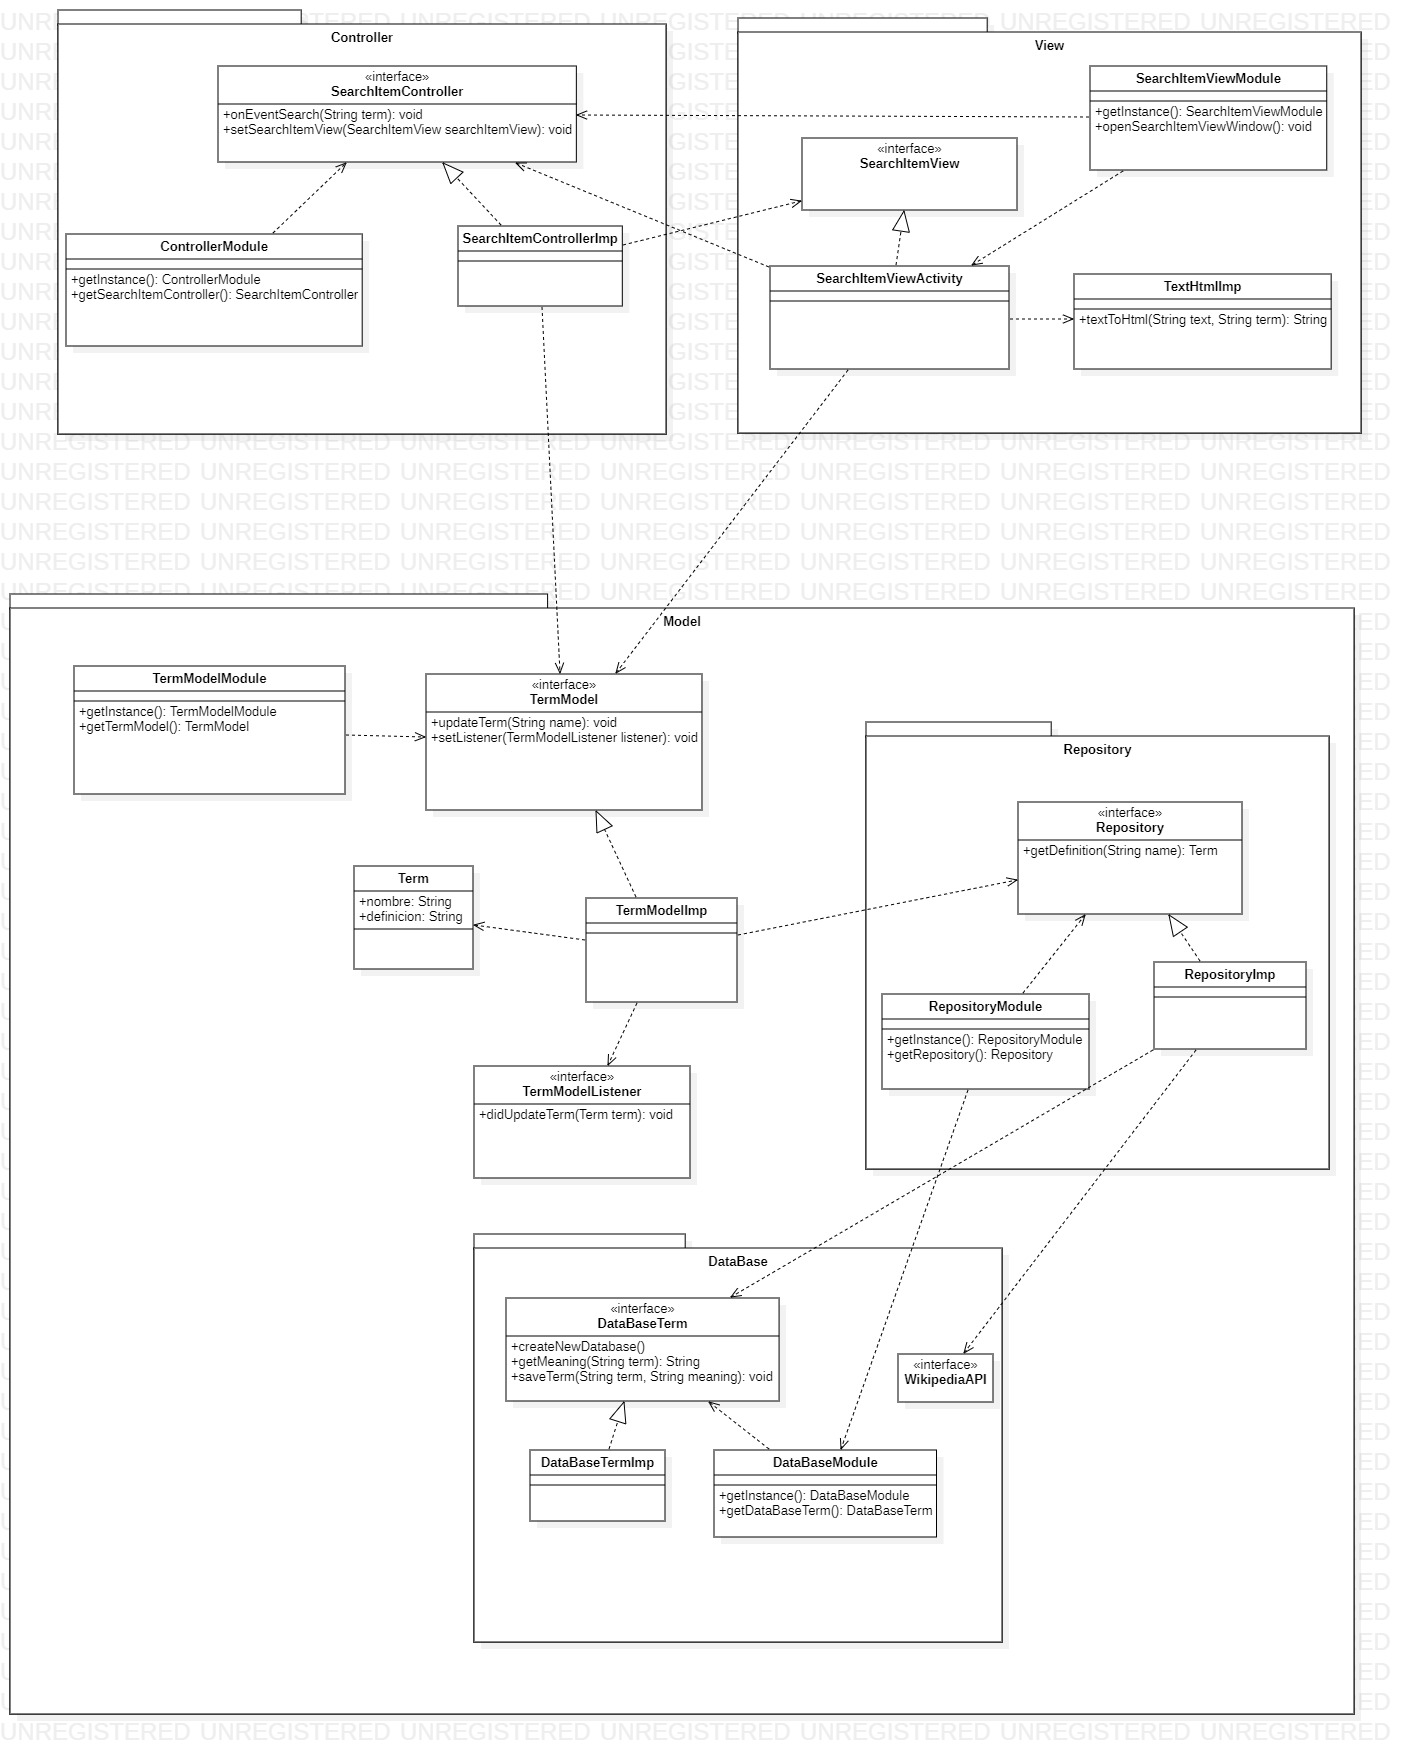 Controller
«interface»
SearchItemController
+onEventSearch(String term): void
+setSearchItemView(SearchItemView searchItemView): void
ControllerModule
+getInstance(): ControllerModule
+getSearchItemController(): SearchItemController
SearchItemControllerImp
View
SearchItemViewModule
+getInstance(): SearchItemViewModule
+openSearchItemViewWindow(): void
«interface»
SearchItemView
SearchItemViewActivity
TextHtmlImp
+textToHtml(String text, String term): String
Model
TermModelModule
+getInstance(): TermModelModule
+getTermModel(): TermModel
«interface»
TermModel
+updateTerm(String name): void
+setListener(TermModelListener listener): void
Term
+nombre: String
+definicion: String
TermModelImp
«interface»
TermModelListener
+didUpdateTerm(Term term): void
Repository
«interface»
Repository
+getDefinition(String name): Term
RepositoryModule
+getInstance(): RepositoryModule
+getRepository(): Repository
RepositoryImp
DataBase
«interface»
DataBaseTerm
+createNewDatabase()
+getMeaning(String term): String
+saveTerm(String term, String meaning): void
«interface»
WikipediaAPI
DataBaseTermImp
DataBaseModule
+getInstance(): DataBaseModule
+getDataBaseTerm(): DataBaseTerm
UNREGISTERED UNREGISTERED UNREGISTERED UNREGISTERED UNREGISTERED UNREGISTERED UNREGISTERED